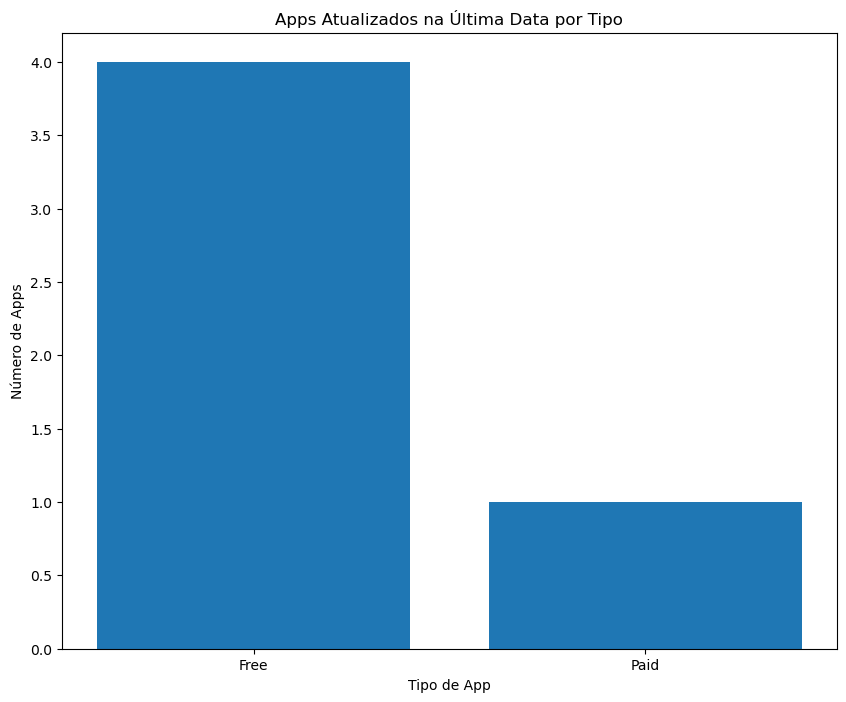 Apps Atualizados na Última Data por Tipo
4.0
3.5
3.0
2.5
2.0
1.5
1.0
0.5
0.0
Número de Apps
Free
Paid
Tipo de App